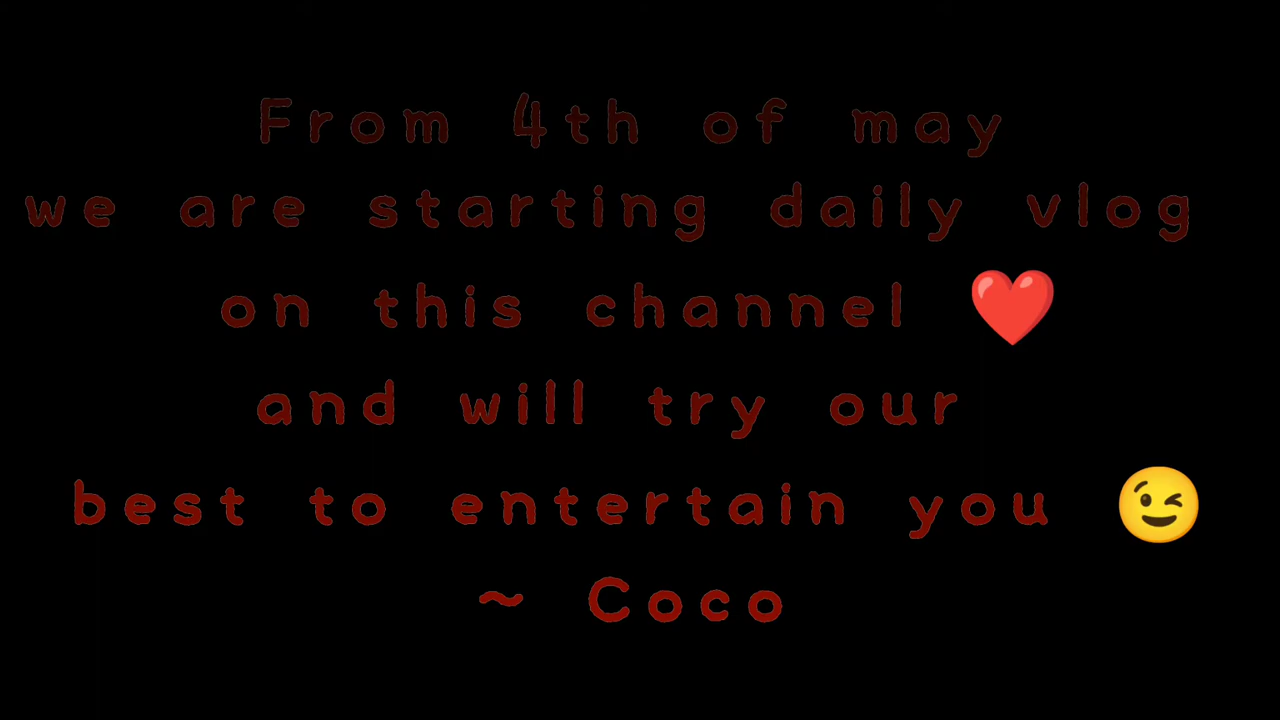 From 4th of may
we are starting daily vlog
on this channel ❤️
and will try our
best to entertain you 😉
~ Coco